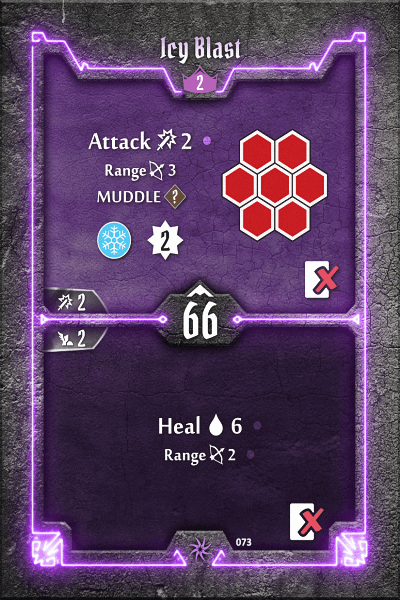 Icy Blast
2
Attack 2
Range 3
MUDDLE ?
2
2
66
2
Heal 6
Range 2
073